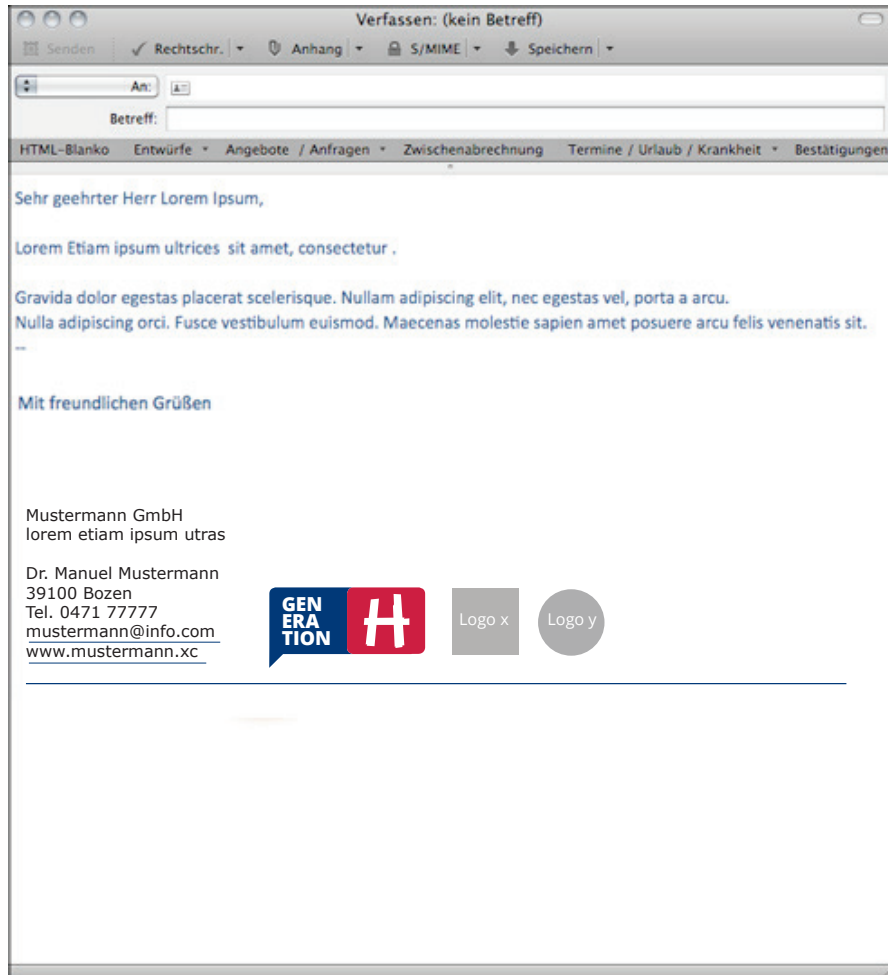 Verfassen: (kein Betreff)
Senden Rechtschr. Anhang S/MIME Speichern
An:
Betreff:
HTML-Blanko Entwürfe Angebote / Anfragen Zwischenabrechnung Termine / Urlaub / Krankheit Bestätigungen
Sehr geehrter Herr Lorem Ipsum,
Lorem Etiam ipsum ultrices sit amet, consectetur .
Gravida dolor egestas placerat scelerisque. Nullam adipiscing elit, nec egestas vel, porta a arcu.
Nulla adipiscing orci. Fusce vestibulum euismod. Maecenas molestie sapien amet posuere arcu felis venenatis sit.
--
Mit freundlichen Grüßen
Mustermann GmbH
lorem etiam ipsum utras
Dr. Manuel Mustermann
39100 Bozen
Tel. 0471 77777
mustermann@info.com
www.mustermann.xc
GEN
ERA
TION
H
Logo x
Logo y